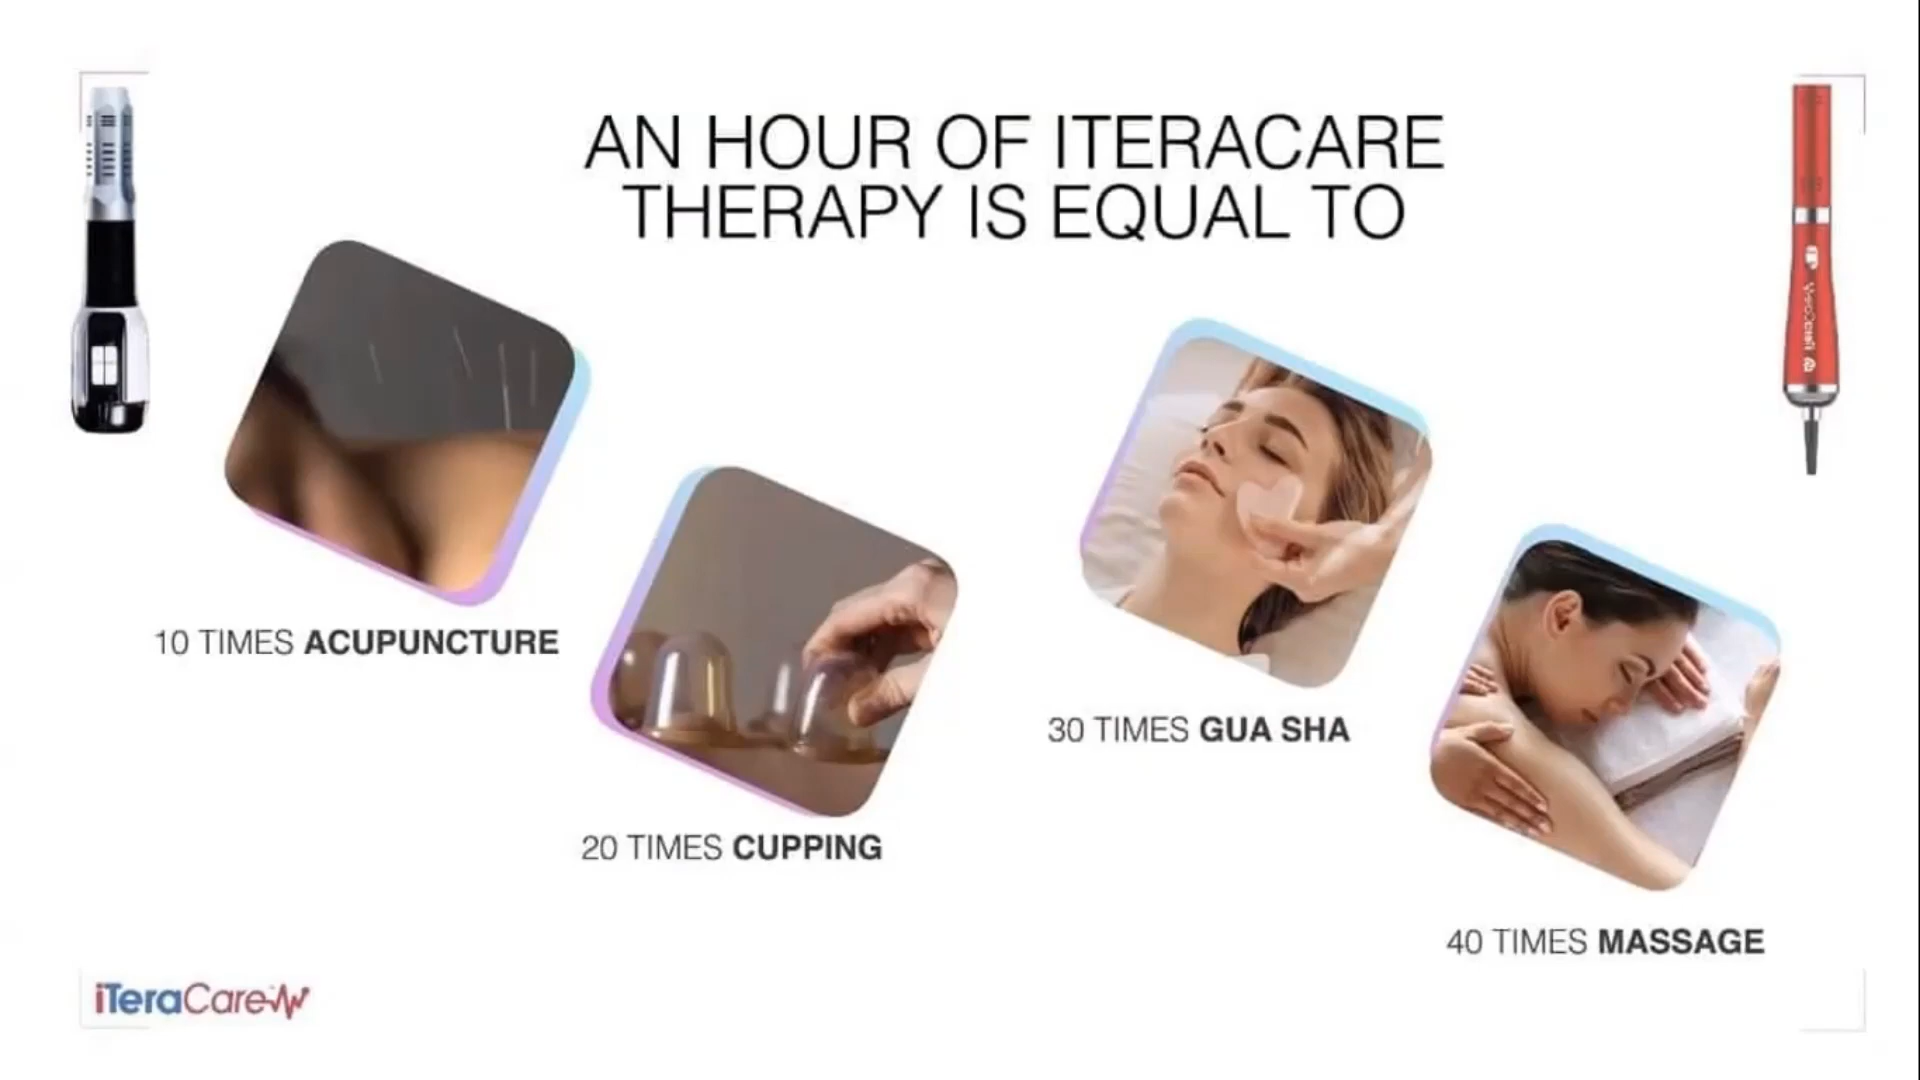 AN HOUR OF ITERACARE
THERAPY IS EQUAL TO
10 TIMES ACUPUNCTURE
20 TIMES CUPPING
30 TIMES GUA SHA
40 TIMES MASSAGE
iTeraCare